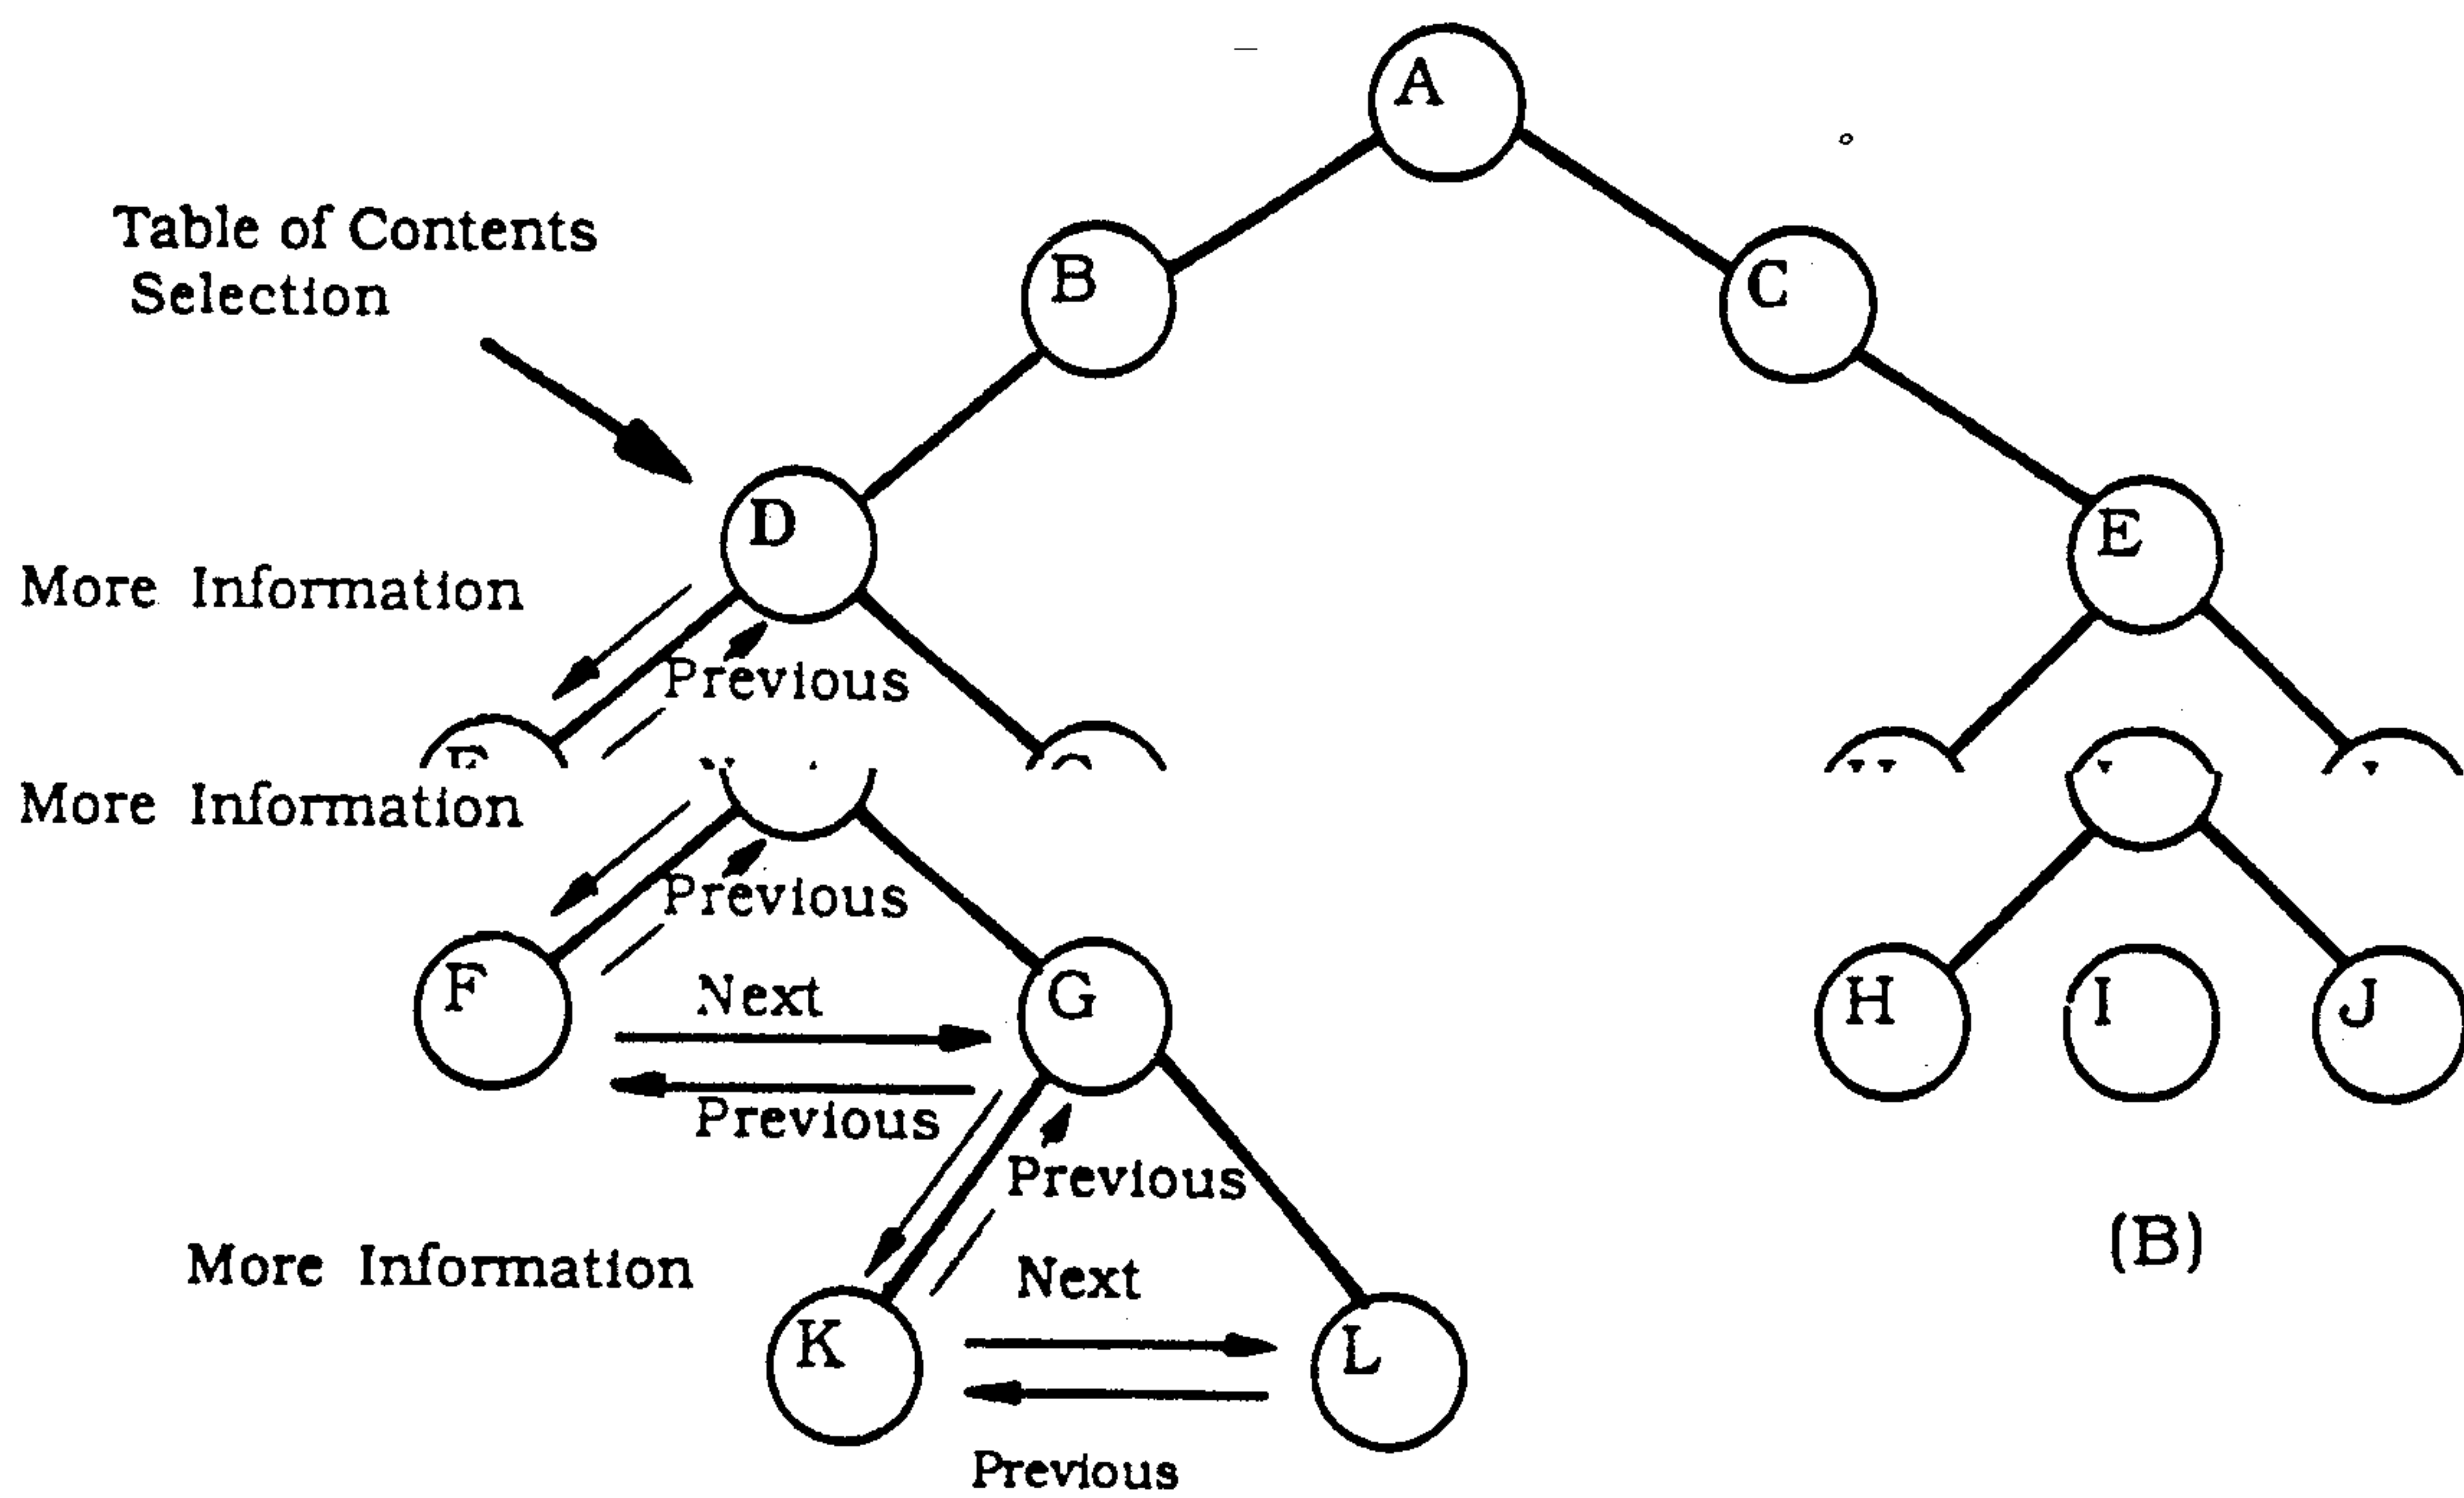 A
Table of Contents
Selection
B
C
D
E
More Information
Previous
More Information
Previous
F
Next
G
H
I
J
Previous
Previous
(B)
More Information
Next
K
L
Previous